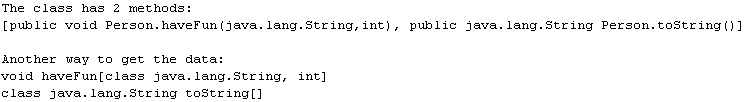 The class has 2 methods:
[public void Person.haveFun(java.lang.String,int), public java.lang.String Person.toString()]
Another way to get the data:
void haveFun[class java.lang.String, int]
class java.lang.String toString[]